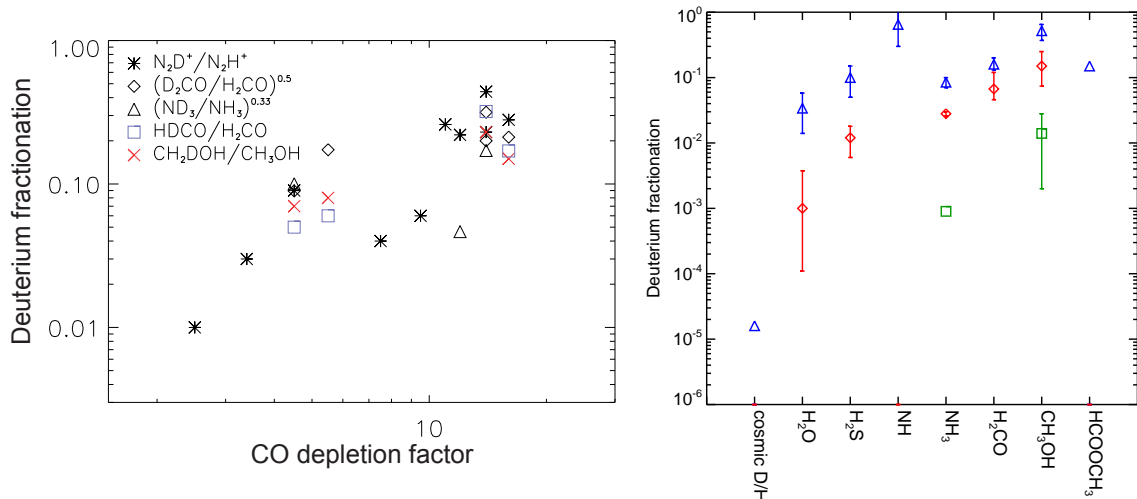 1.00
0.10
0.01
Deuterium fractionation
N₂D⁺/N₂H⁺
(D₂CO/H₂CO)⁰·⁵
(ND₃/NH₃)⁰·³³
HDCO/H₂CO
CH₂DOH/CH₃OH
10
CO depletion factor
10⁰
10⁻¹
10⁻²
10⁻³
10⁻⁴
10⁻⁵
10⁻⁶
Deuterium fractionation
cosmic D/H
H₂O
H₂S
NH
NH₃
H₂CO
CH₃OH
HCOOCH₃